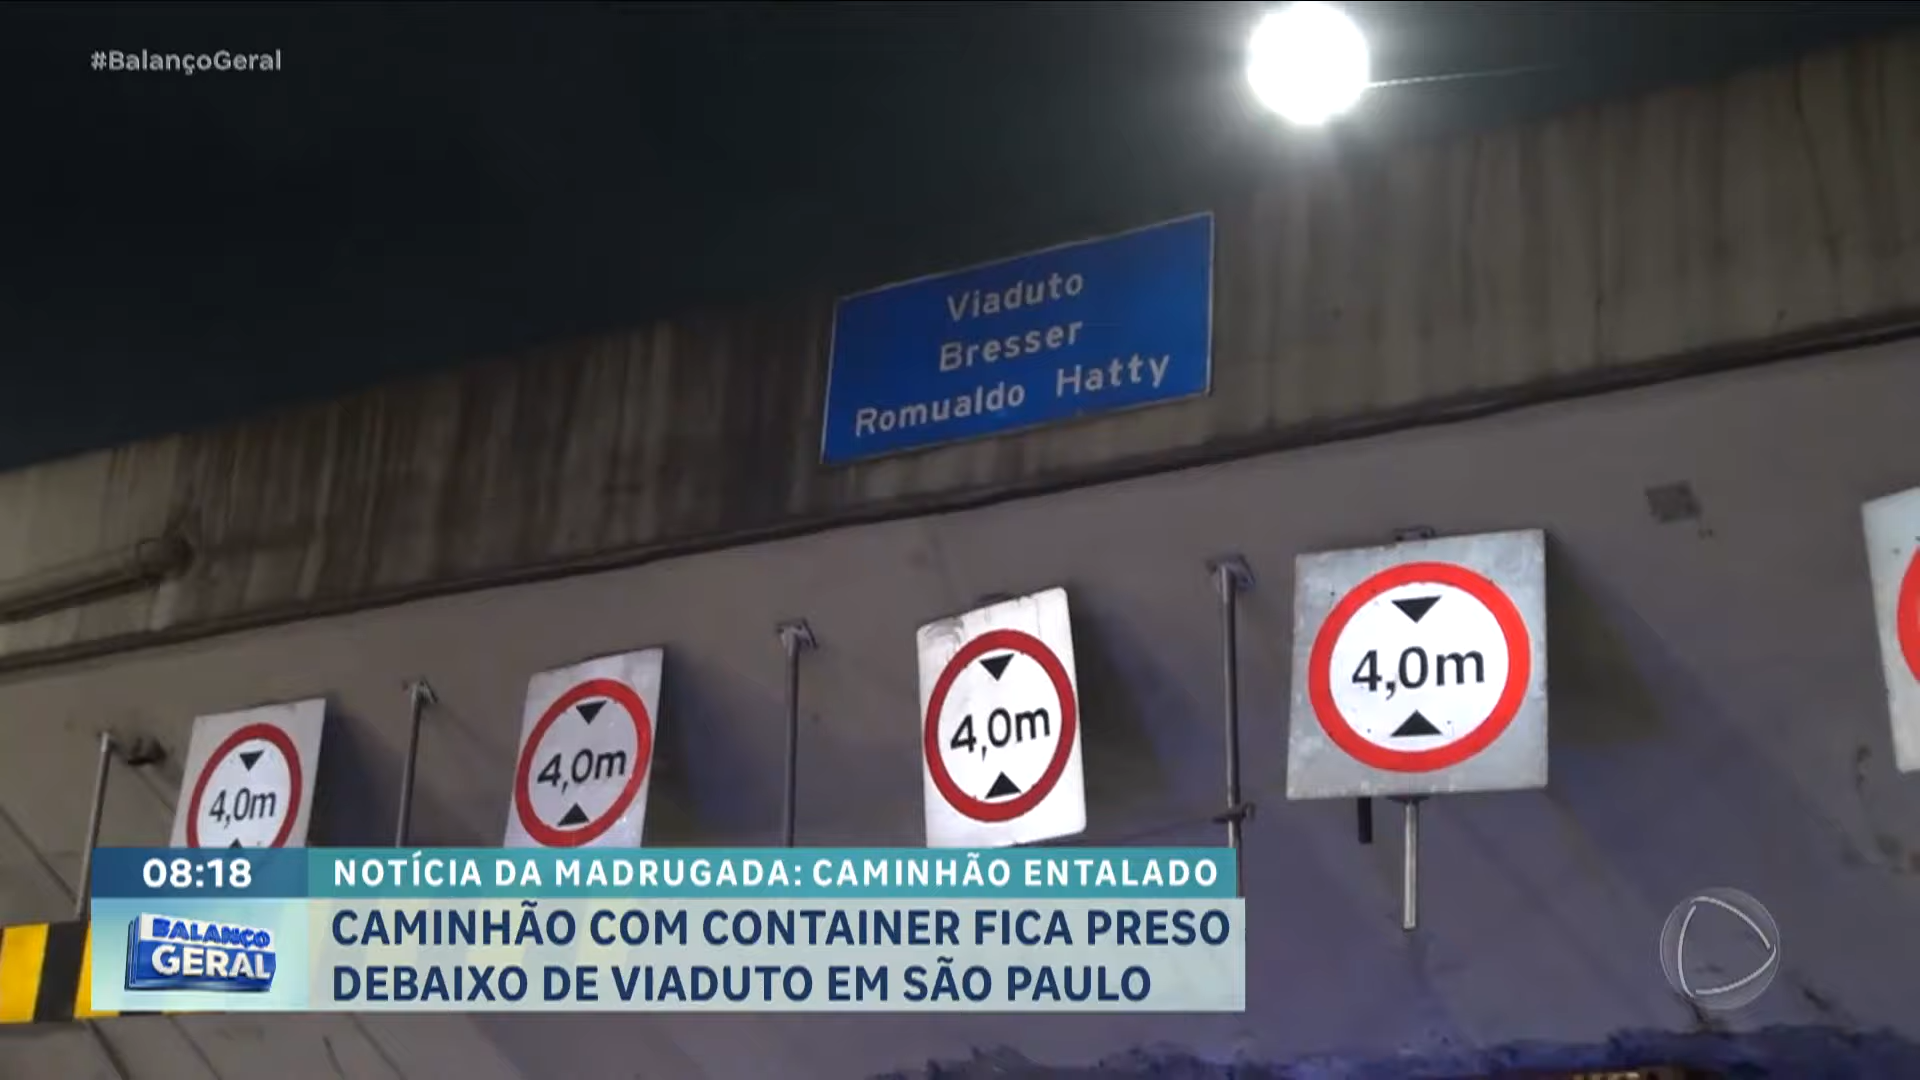 #BalançoGeral
Viaduto
Bresser
Romualdo Hatty
4,0m
4,0m
4,0m
4,0m
08:18
NOTÍCIA DA MADRUGADA: CAMINHÃO ENTALADO
BALANÇO
GERAL
CAMINHÃO COM CONTAINER FICA PRESO
DEBAIXO DE VIADUTO EM SÃO PAULO